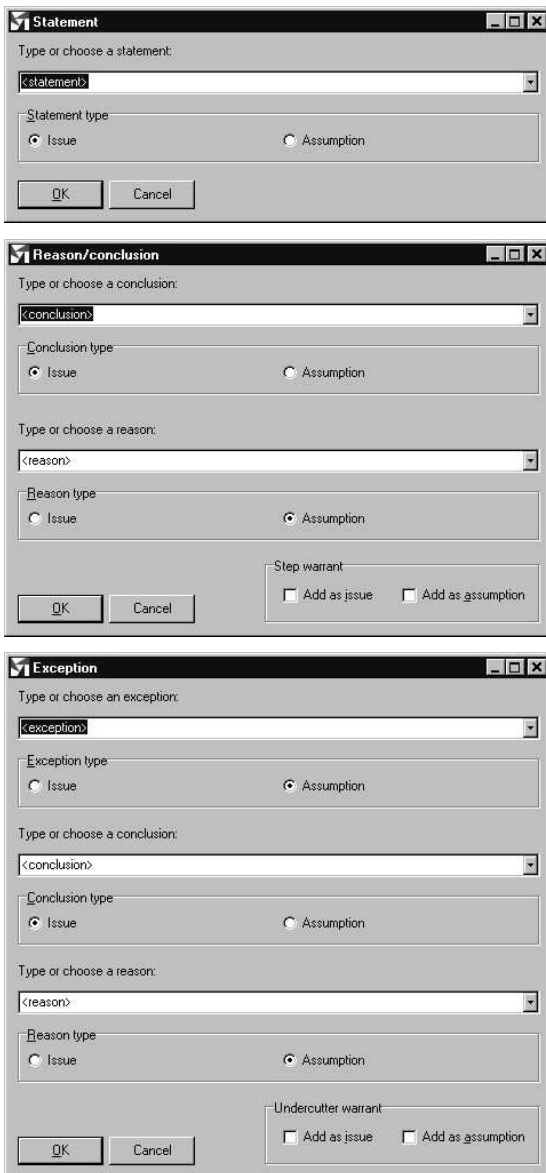 Statement
Type or choose a statement:
<statement>
Statement type
Issue Assumption
OK Cancel
Reason/conclusion
Type or choose a conclusion:
<conclusion>
Conclusion type
Issue Assumption
Type or choose a reason:
<reason>
Reason type
Issue Assumption
Step warrant
Add as issue Add as assumption
OK Cancel
Exception
Type or choose an exception:
<exception>
Exception type
Issue Assumption
Type or choose a conclusion:
<conclusion>
Conclusion type
Issue Assumption
Type or choose a reason:
<reason>
Reason type
Issue Assumption
Undercutter warrant
Add as issue Add as assumption
OK Cancel